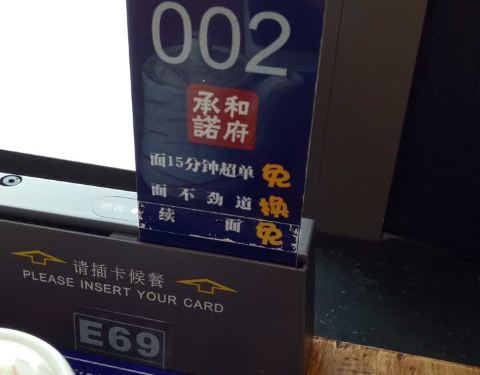 002
和府
承諾
面15分钟超单 免
面不劲道 换
续面 免
请插卡候餐
PLEASE INSERT YOUR CARD
E69